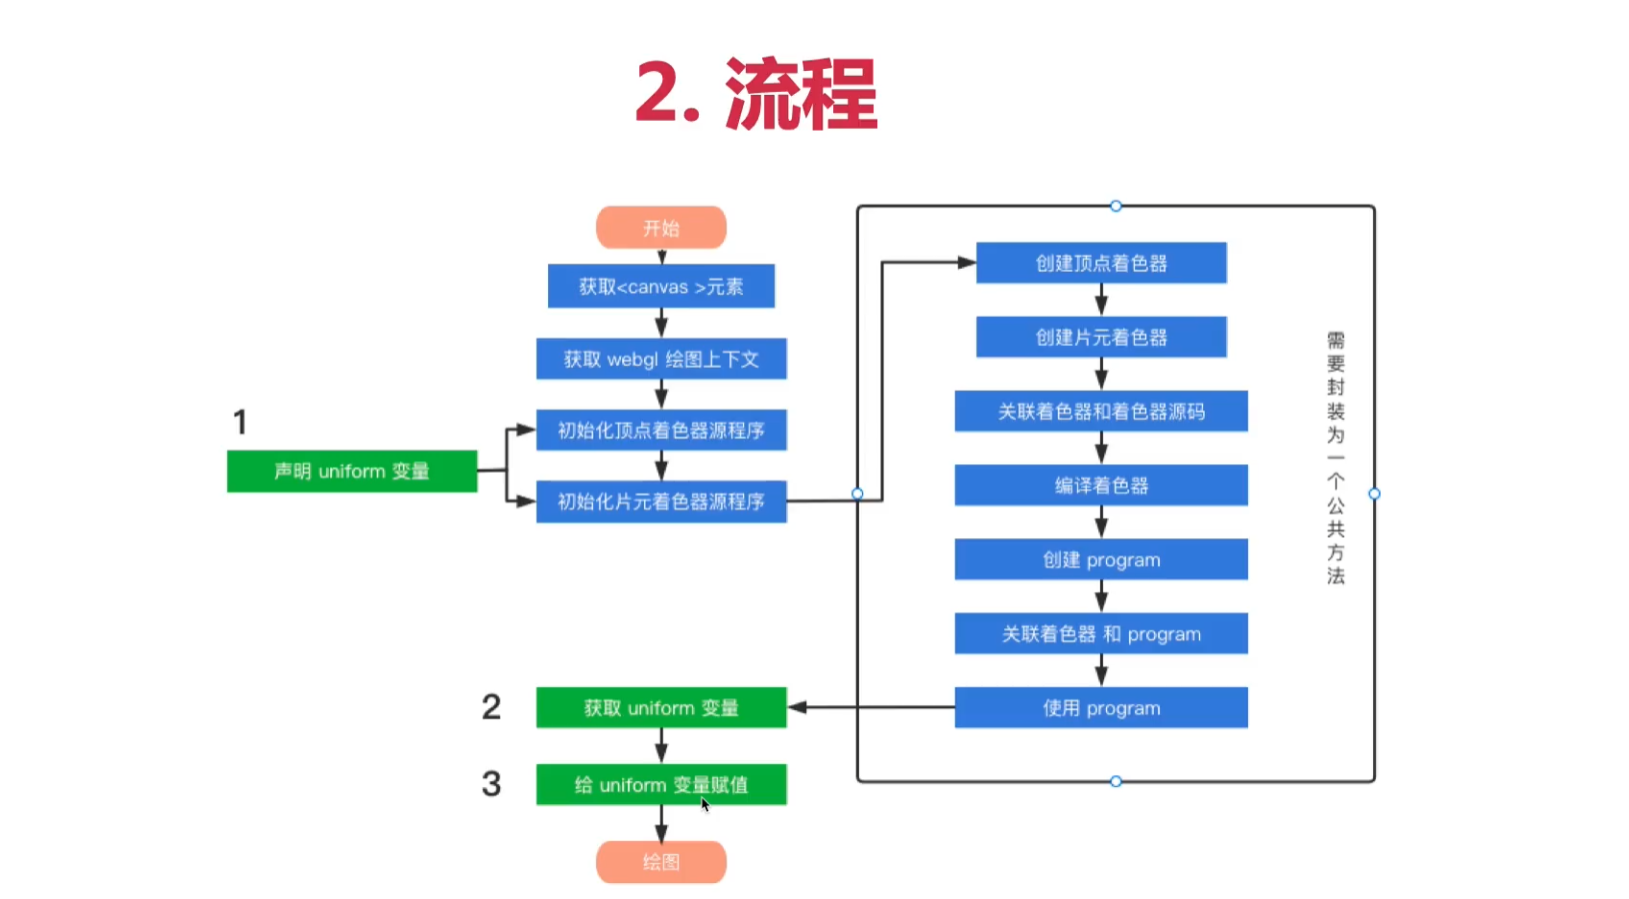 2. 流程
开始
获取<canvas >元素
获取 webgl 绘图上下文
1
声明 uniform 变量
初始化顶点着色器源程序
初始化片元着色器源程序
创建顶点着色器
创建片元着色器
关联着色器和着色器源码
编译着色器
创建 program
关联着色器 和 program
使用 program
需要封装为一个公共方法
2
获取 uniform 变量
3
给 uniform 变量赋值
绘图